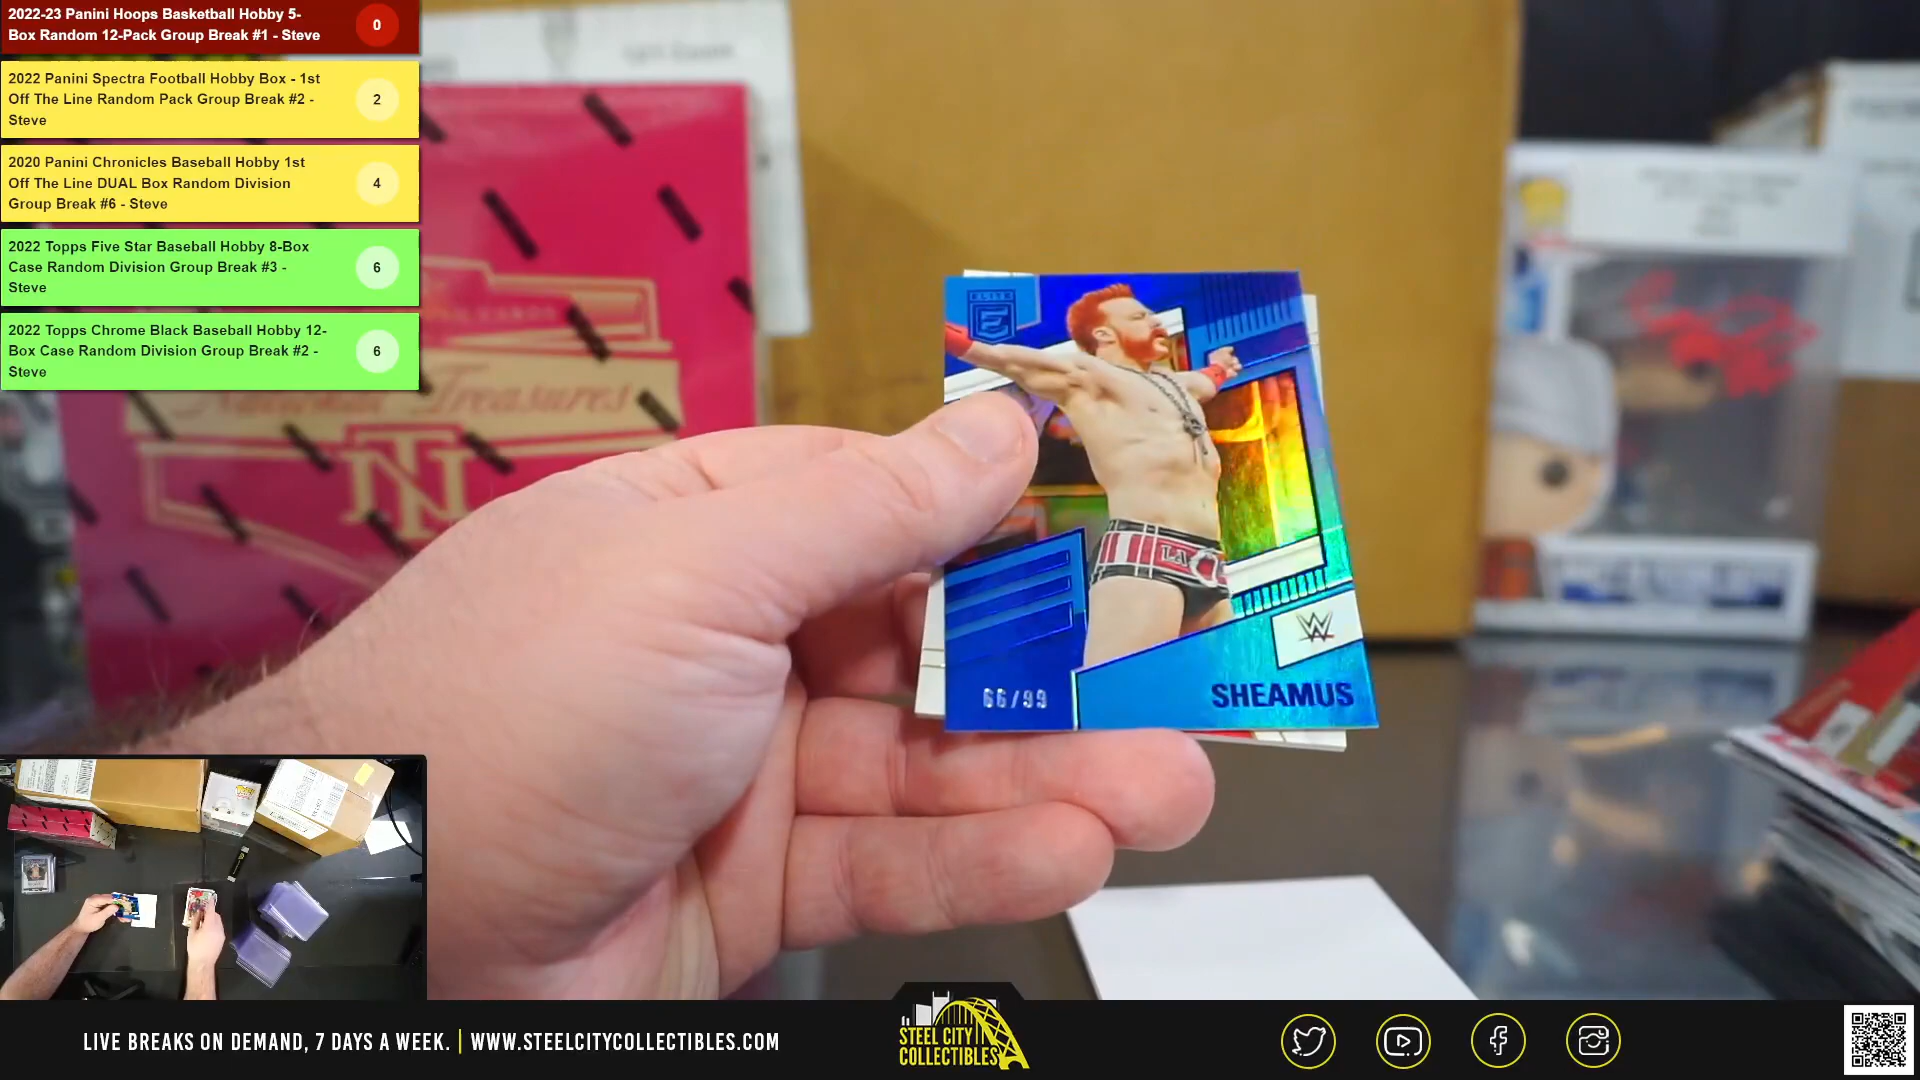 2022-23 Panini Hoops Basketball Hobby 5-
Box Random 12-Pack Group Break #1 - Steve
0
2022 Panini Spectra Football Hobby Box - 1st
Off The Line Random Pack Group Break #2 -
Steve
2
2020 Panini Chronicles Baseball Hobby 1st
Off The Line DUAL Box Random Division
Group Break #6 - Steve
4
2022 Topps Five Star Baseball Hobby 8-Box
Case Random Division Group Break #3 -
Steve
6
2022 Topps Chrome Black Baseball Hobby 12-
Box Case Random Division Group Break #2 -
Steve
6
National Treasures
NT
ELITE
E
W
66/99
SHEAMUS
LIVE BREAKS ON DEMAND, 7 DAYS A WEEK. | WWW.STEELCITYCOLLECTIBLES.COM
STEEL CITY
COLLECTIBLES